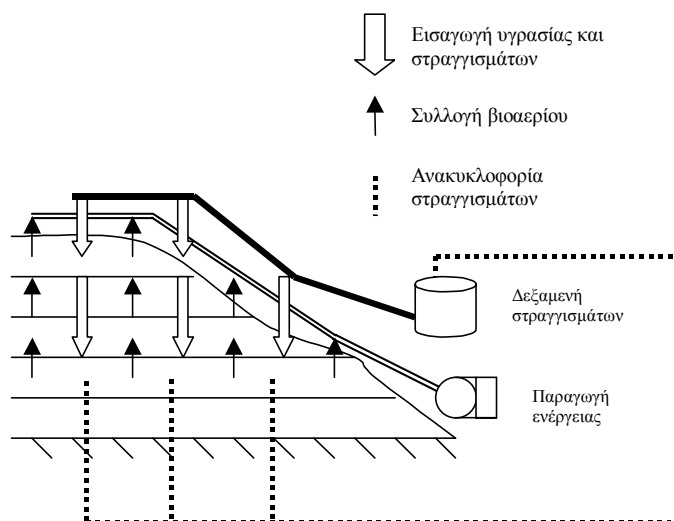 Εισαγωγή υγρασίας και
στραγγισμάτων
Συλλογή βιοαερίου
Ανακυκλοφορία
στραγγισμάτων
Δεξαμενή
στραγγισμάτων
Παραγωγή
ενέργειας